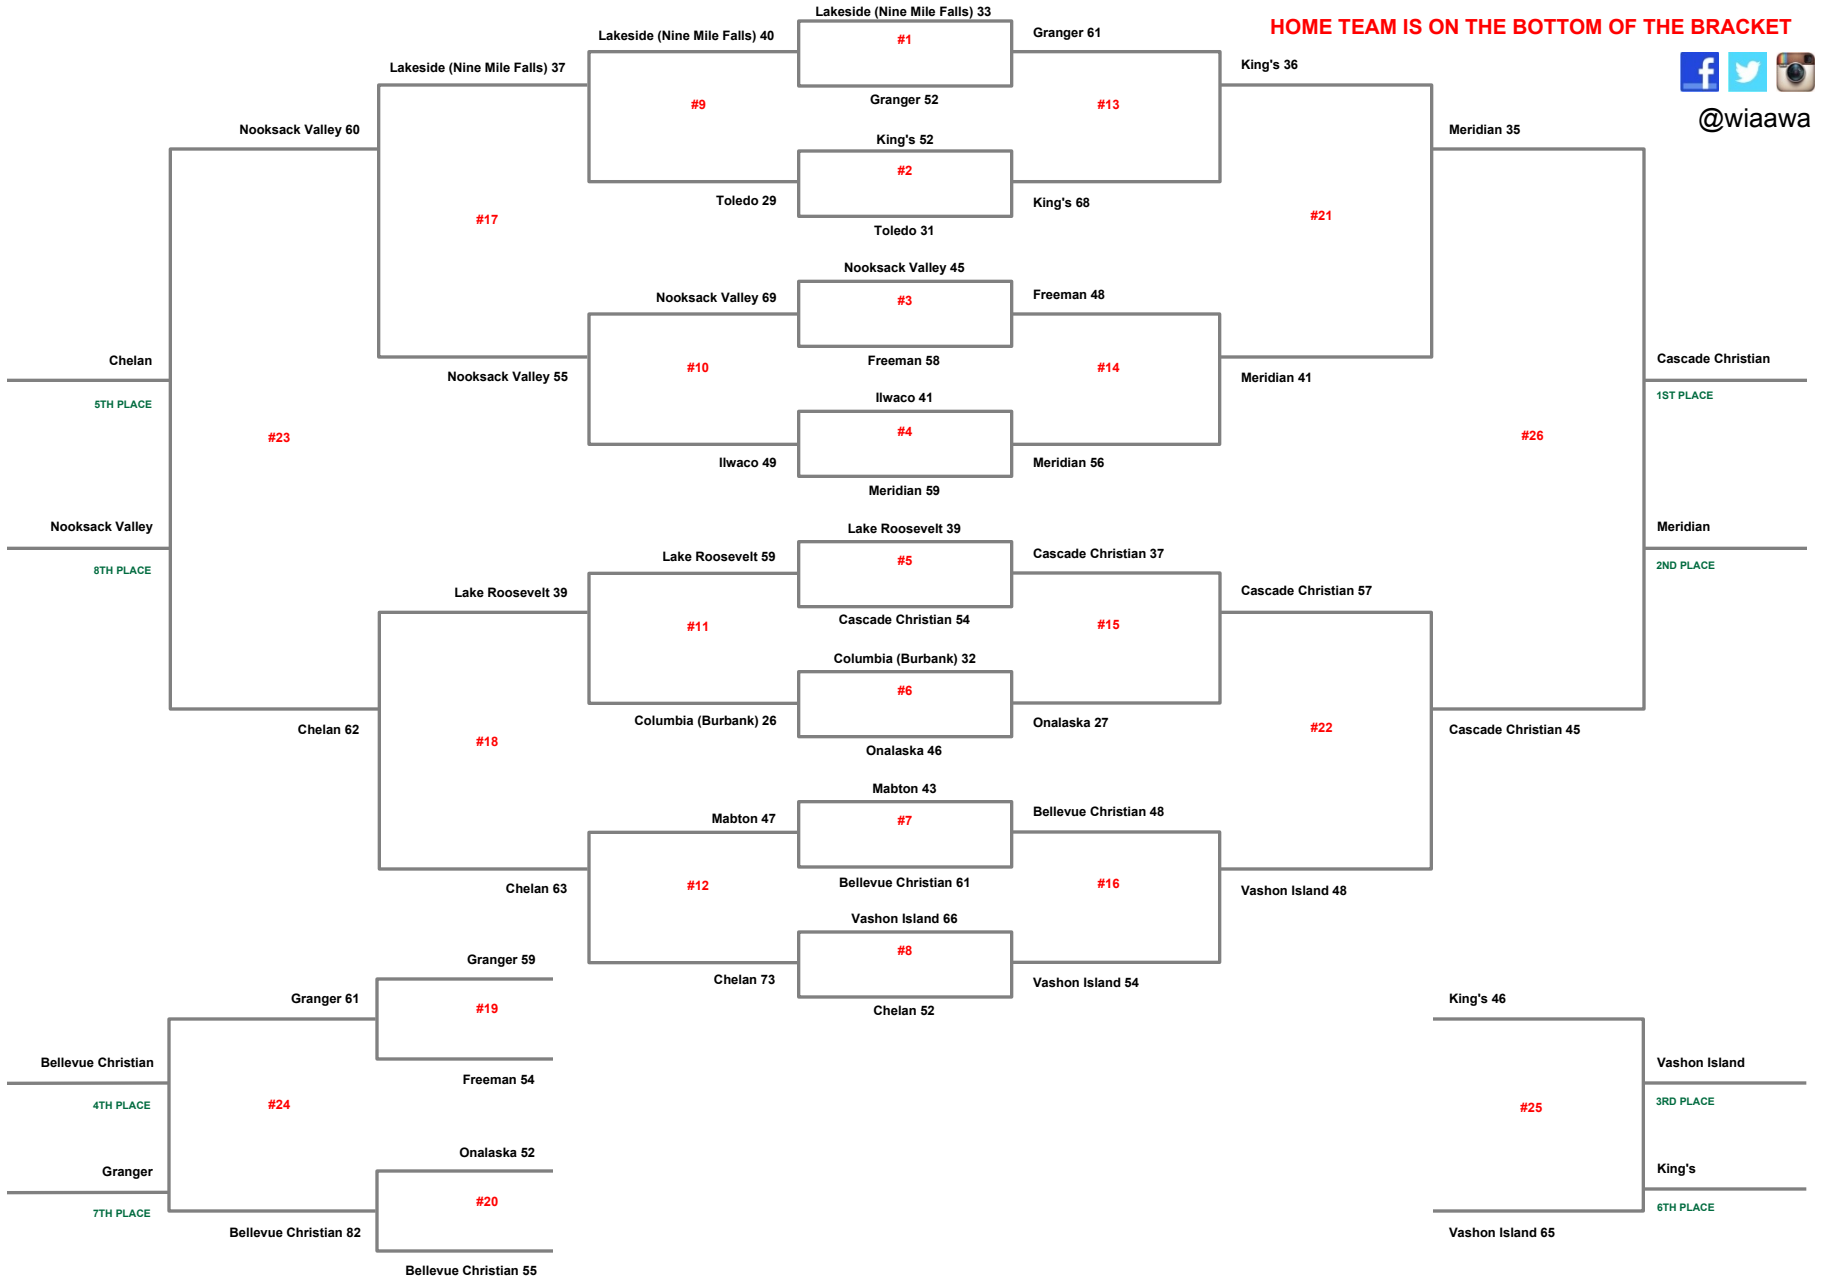 Lakeside (Nine Mile Falls) 33
HOME TEAM IS ON THE BOTTOM OF THE BRACKET
Lakeside (Nine Mile Falls) 40
#1
Granger 61
Lakeside (Nine Mile Falls) 37
King's 36
#9
Granger 52
#13
@wiaawa
Nooksack Valley 60
King's 52
Meridian 35
#2
Toledo 29
King's 68
#17
#21
Toledo 31
Nooksack Valley 45
Nooksack Valley 69
#3
Freeman 48
Chelan
Freeman 58
Cascade Christian
Nooksack Valley 55
#10
#14
Meridian 41
5TH PLACE
Ilwaco 41
1ST PLACE
#23
#4
#26
Ilwaco 49
Meridian 56
Meridian 59
Nooksack Valley
Lake Roosevelt 39
Meridian
Lake Roosevelt 59
#5
Cascade Christian 37
8TH PLACE
2ND PLACE
Lake Roosevelt 39
Cascade Christian 57
#11
Cascade Christian 54
#15
Columbia (Burbank) 32
#6
Columbia (Burbank) 26
Onalaska 27
Chelan 62
#18
Onalaska 46
#22
Cascade Christian 45
Mabton 43
Mabton 47
#7
Bellevue Christian 48
Chelan 63
#12
Bellevue Christian 61
#16
Vashon Island 48
Vashon Island 66
#8
Granger 59
Chelan 73
Vashon Island 54
Granger 61
#19
Chelan 52
King's 46
Bellevue Christian
Vashon Island
Freeman 54
4TH PLACE
#24
#25
3RD PLACE
Onalaska 52
Granger
King's
#20
7TH PLACE
6TH PLACE
Bellevue Christian 82
Vashon Island 65
Bellevue Christian 55